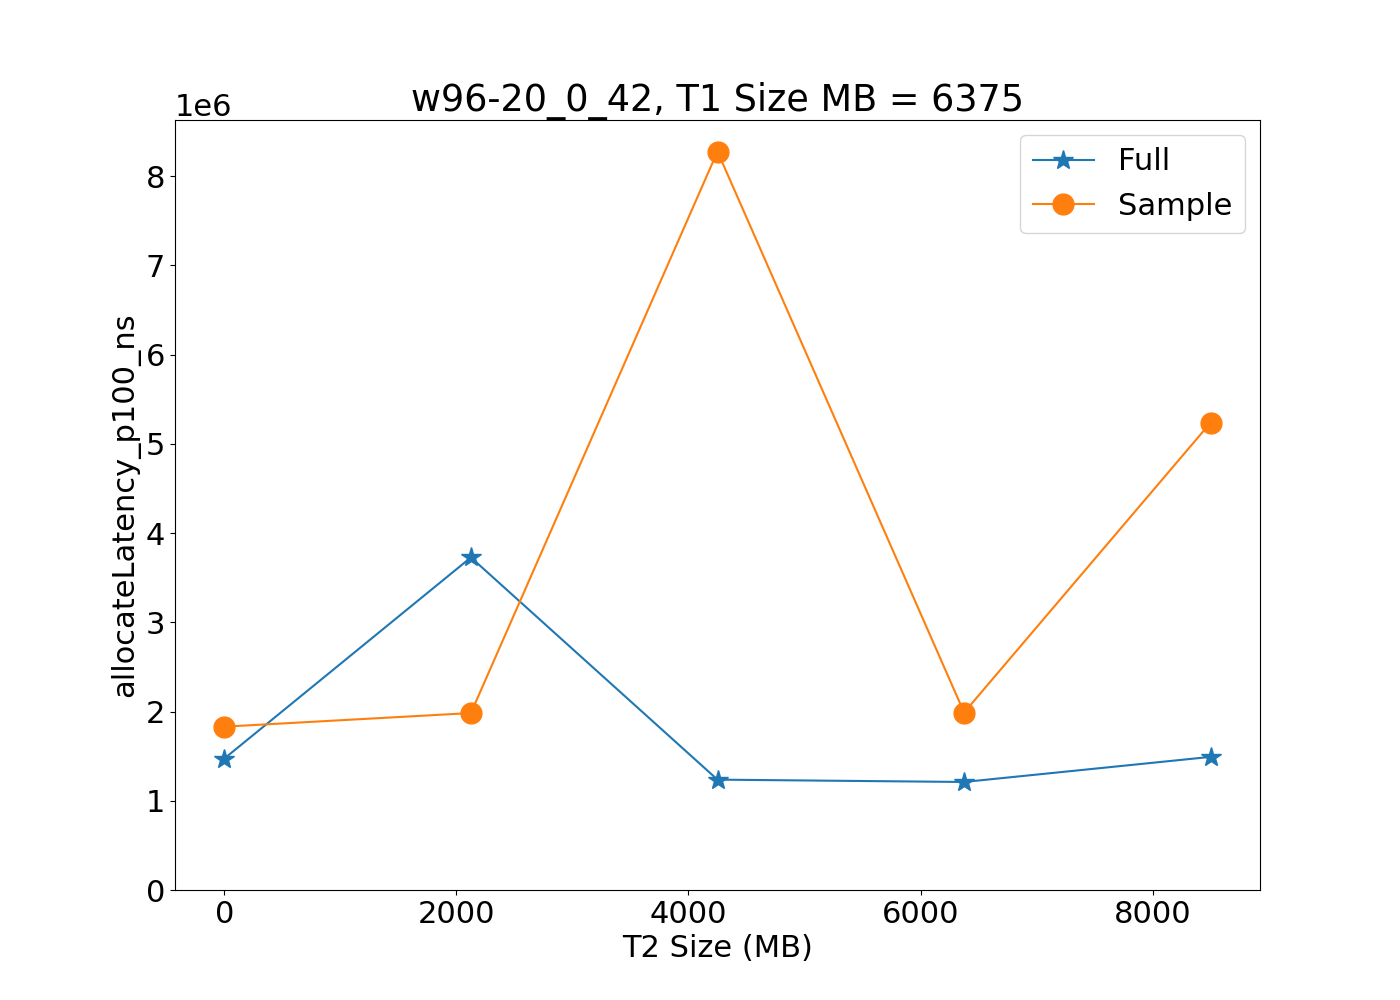 w96-20_0_42, T1 Size MB = 6375
1e6
Full
Sample
8
7
6
5
4
3
2
1
0
allocateLatency_p100_ns
0 2000 4000 6000 8000
T2 Size (MB)